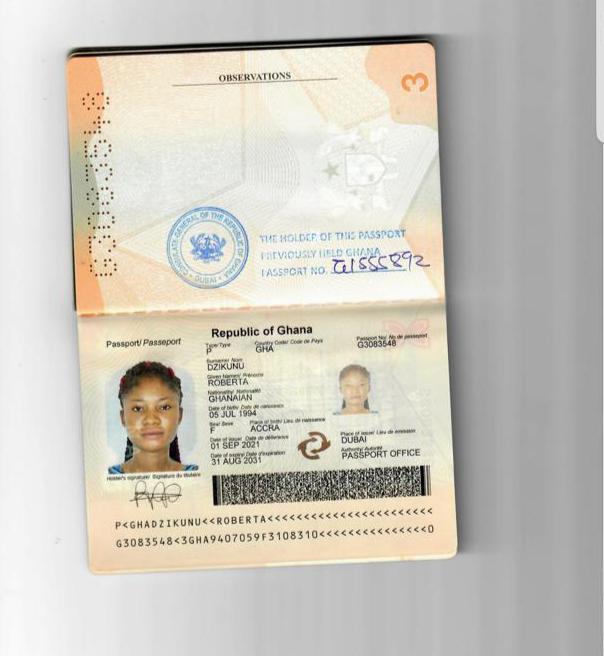 OBSERVATIONS
3
G3083548
CONSULATE GENERAL OF THE REPUBLIC OF GHANA
DUBAI
THE HOLDER OF THIS PASSPORT
PREVIOUSLY HELD GHANA
PASSPORT NO.
Republic of Ghana
Passport/ Passeport
Type/Type
Country Code/ Code de Pays
Passport No/ No de passeport
P
GHA
G3083548
Surname/ Nom
DZIKUNU
Given Names/ Prénoms
ROBERTA
Nationality/ Nationalité
GHANAIAN
Date of birth/ Date de naissance
05 JUL 1994
Sex/ Sexe
Place of birth/ Lieu de naissance
F
ACCRA
Date of issue/ Date de délivrance
Place of issue/ Lieu de emission
01 SEP 2021
DUBAI
Date of expiry/ Date d'expiration
Authority/ Autorité
31 AUG 2031
PASSPORT OFFICE
Holder's signature/ Signature du titulaire
P<GHADZIKUNU<<ROBERTA<<<<<<<<<<<<<<<<<<<<<<<
G3083548<3GHA9407059F3108310<<<<<<<<<<<<<<<0